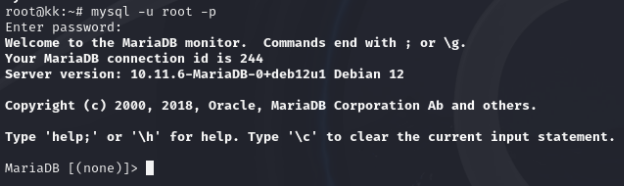 root@kk:~# mysql -u root -p
Enter password:
Welcome to the MariaDB monitor.  Commands end with ; or \g.
Your MariaDB connection id is 244
Server version: 10.11.6-MariaDB-0+deb12u1 Debian 12
Copyright (c) 2000, 2018, Oracle, MariaDB Corporation Ab and others.
Type 'help;' or '\h' for help. Type '\c' to clear the current input statement.
MariaDB [(none)]>